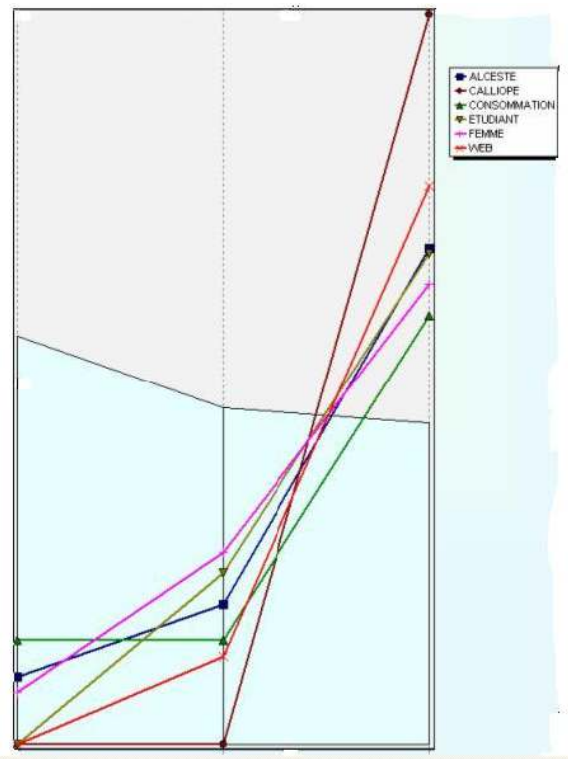 ALCESTE
CALLIOPE
CONSOMMATION
ETUDIANT
FEMME
WEB